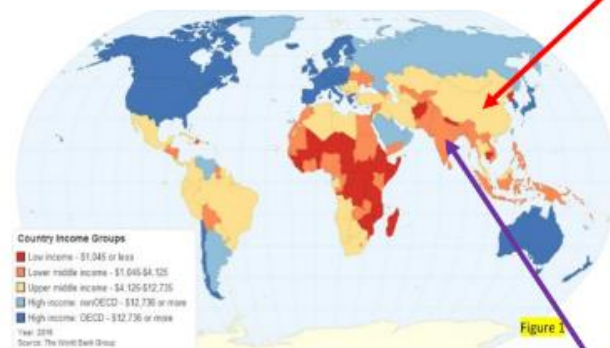 Country Income Groups
Low income - $1,045 or less
Lower middle income - $1,045-$4,125
Upper middle income - $4,125-$12,735
High income: nonOECD - $12,736 or more
High income: OECD - $12,736 or more
Year: 2016
Source: The World Bank Group
Figure 1